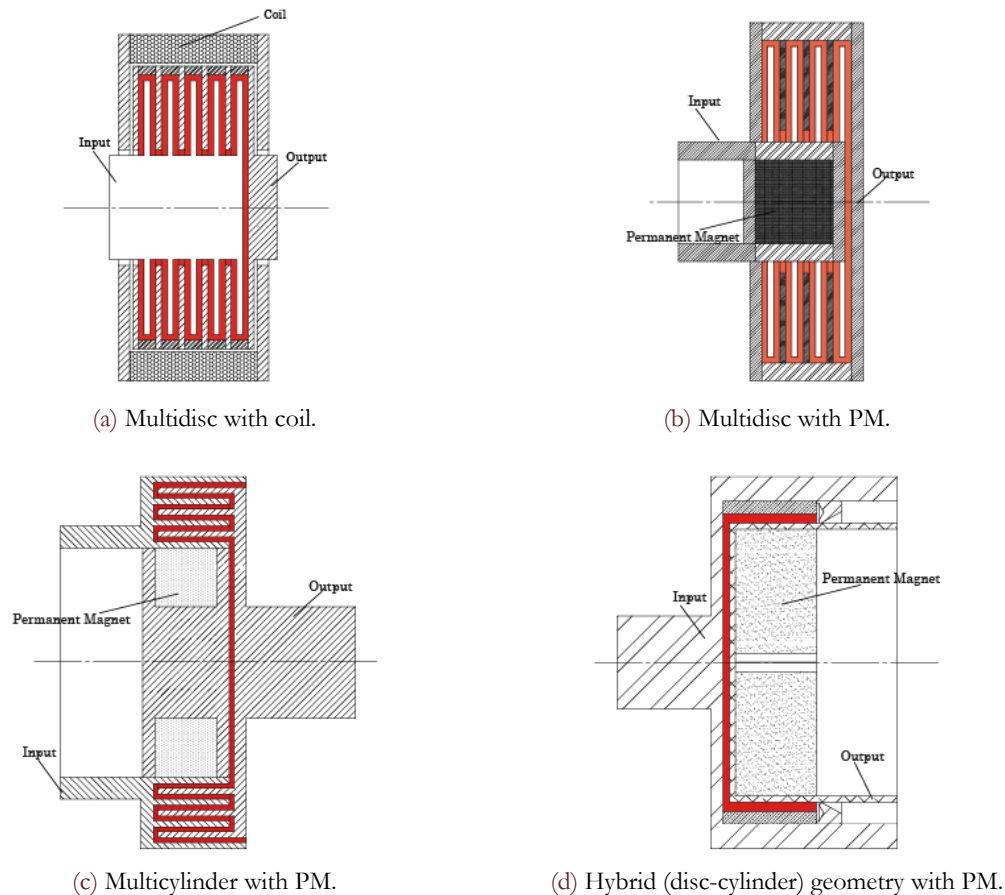 Coil
Input
Output
(a) Multidisc with coil.
Input
Output
Permanent Magnet
(b) Multidisc with PM.
Output
Permanent Magnet
Input
(c) Multicylinder with PM.
Permanent Magnet
Input
Output
(d) Hybrid (disc-cylinder) geometry with PM.